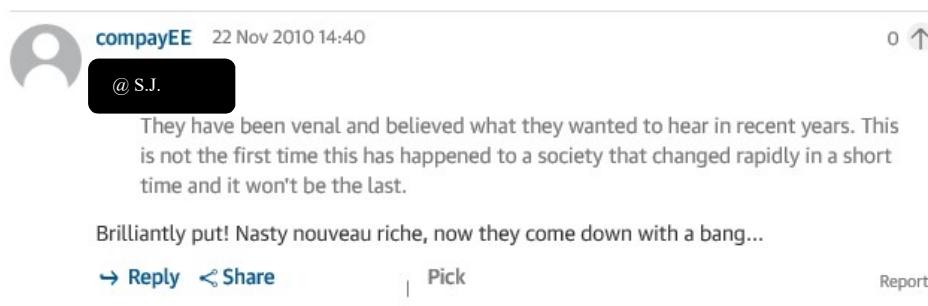 compayEE 22 Nov 2010 14:40 0
@ S.J.
They have been venal and believed what they wanted to hear in recent years. This
is not the first time this has happened to a society that changed rapidly in a short
time and it won't be the last.
Brilliantly put! Nasty nouveau riche, now they come down with a bang...
Reply Share | Pick Report